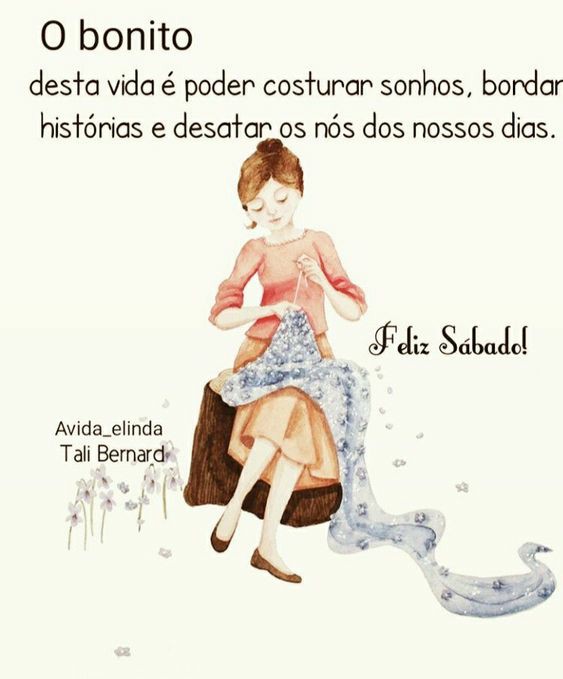 O bonito
desta vida é poder costurar sonhos, bordar
histórias e desatar os nós dos nossos dias.
Feliz Sábado!
Avida_elinda
Tali Bernard